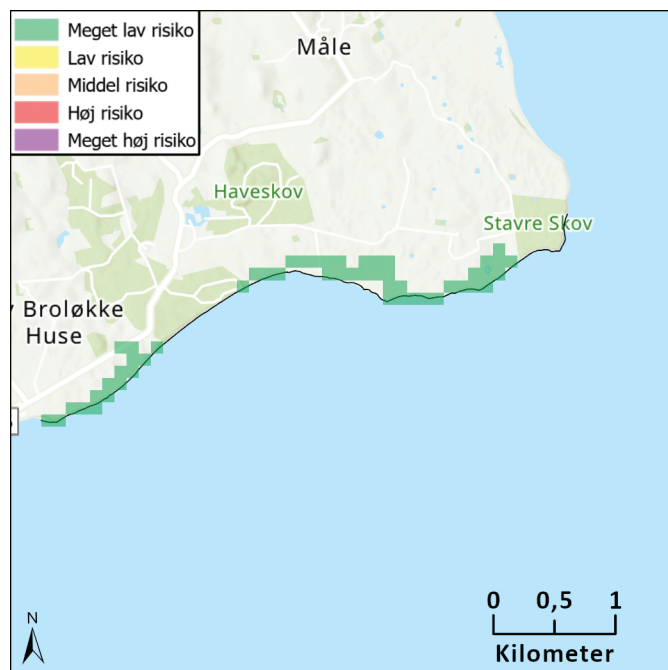 Meget lav risiko
Lav risiko
Middel risiko
Høj risiko
Meget høj risiko
Måle
Haveskov
Stavre Skov
Broløkke
Huse
N
0 0,5 1
Kilometer